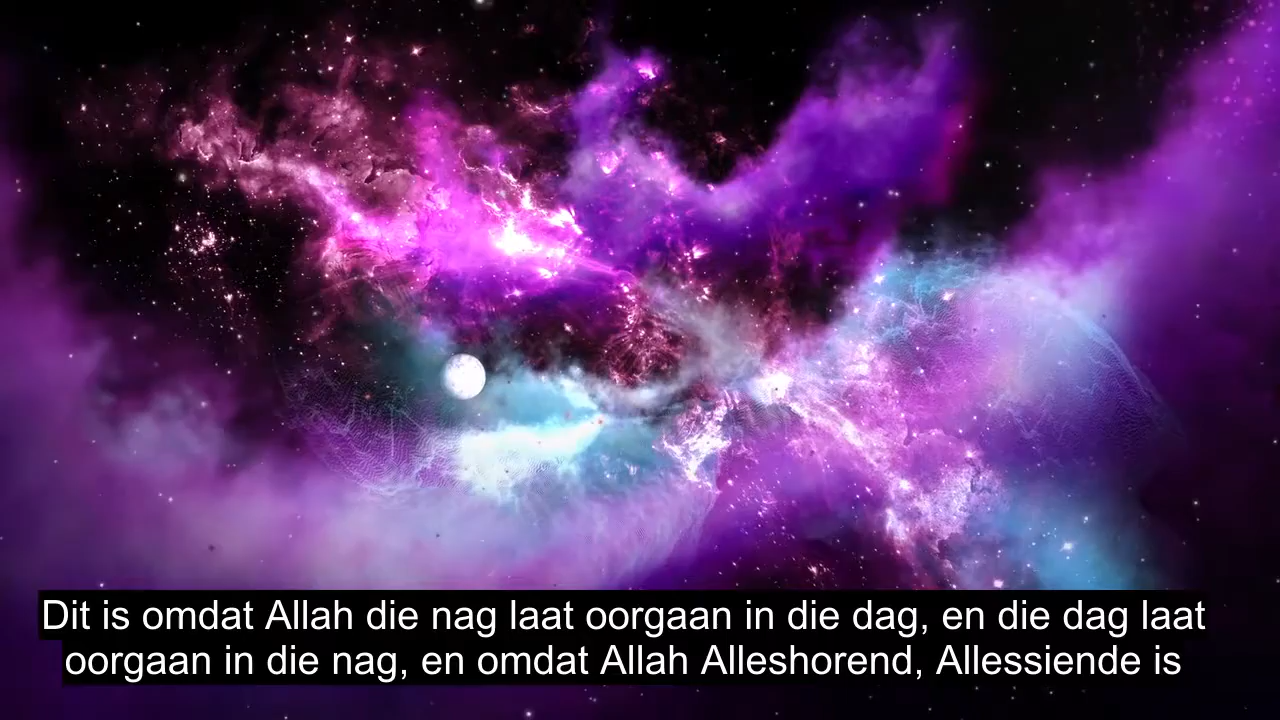 Dit is omdat Allah die nag laat oorgaan in die dag, en die dag laat
oorgaan in die nag, en omdat Allah Alleshorend, Allessiende is